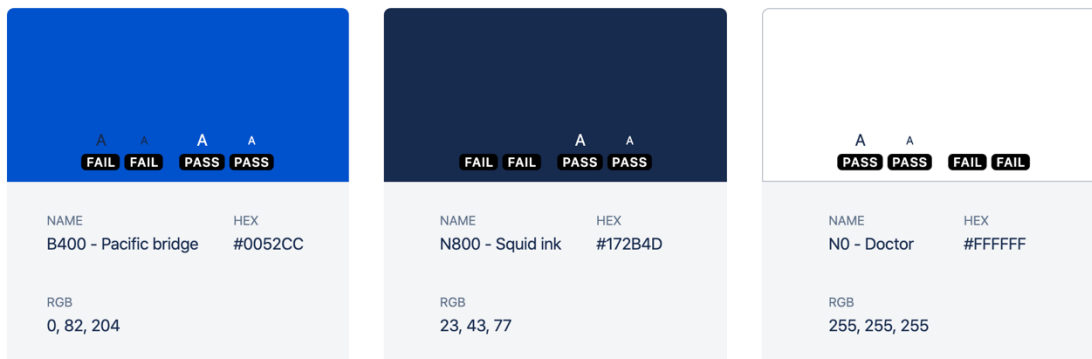 A A A A
FAIL FAIL PASS PASS
NAME HEX
B400 - Pacific bridge #0052CC
RGB
0, 82, 204
A A
FAIL FAIL PASS PASS
NAME HEX
N800 - Squid ink #172B4D
RGB
23, 43, 77
A A
PASS PASS FAIL FAIL
NAME HEX
N0 - Doctor #FFFFFF
RGB
255, 255, 255